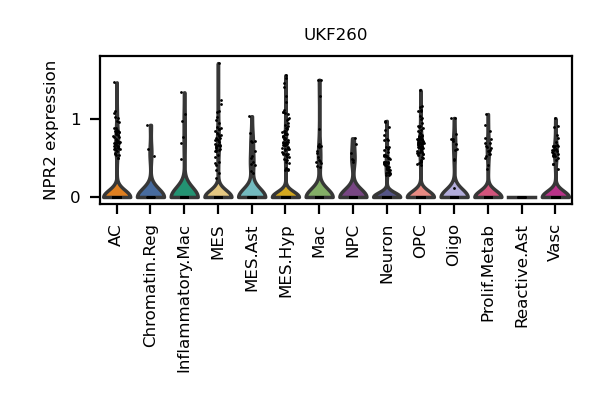 UKF260
NPR2 expression
1
0
AC
Chromatin.Reg
Inflammatory.Mac
MES
MES.Ast
MES.Hyp
Mac
NPC
Neuron
OPC
Oligo
Prolif.Metab
Reactive.Ast
Vasc